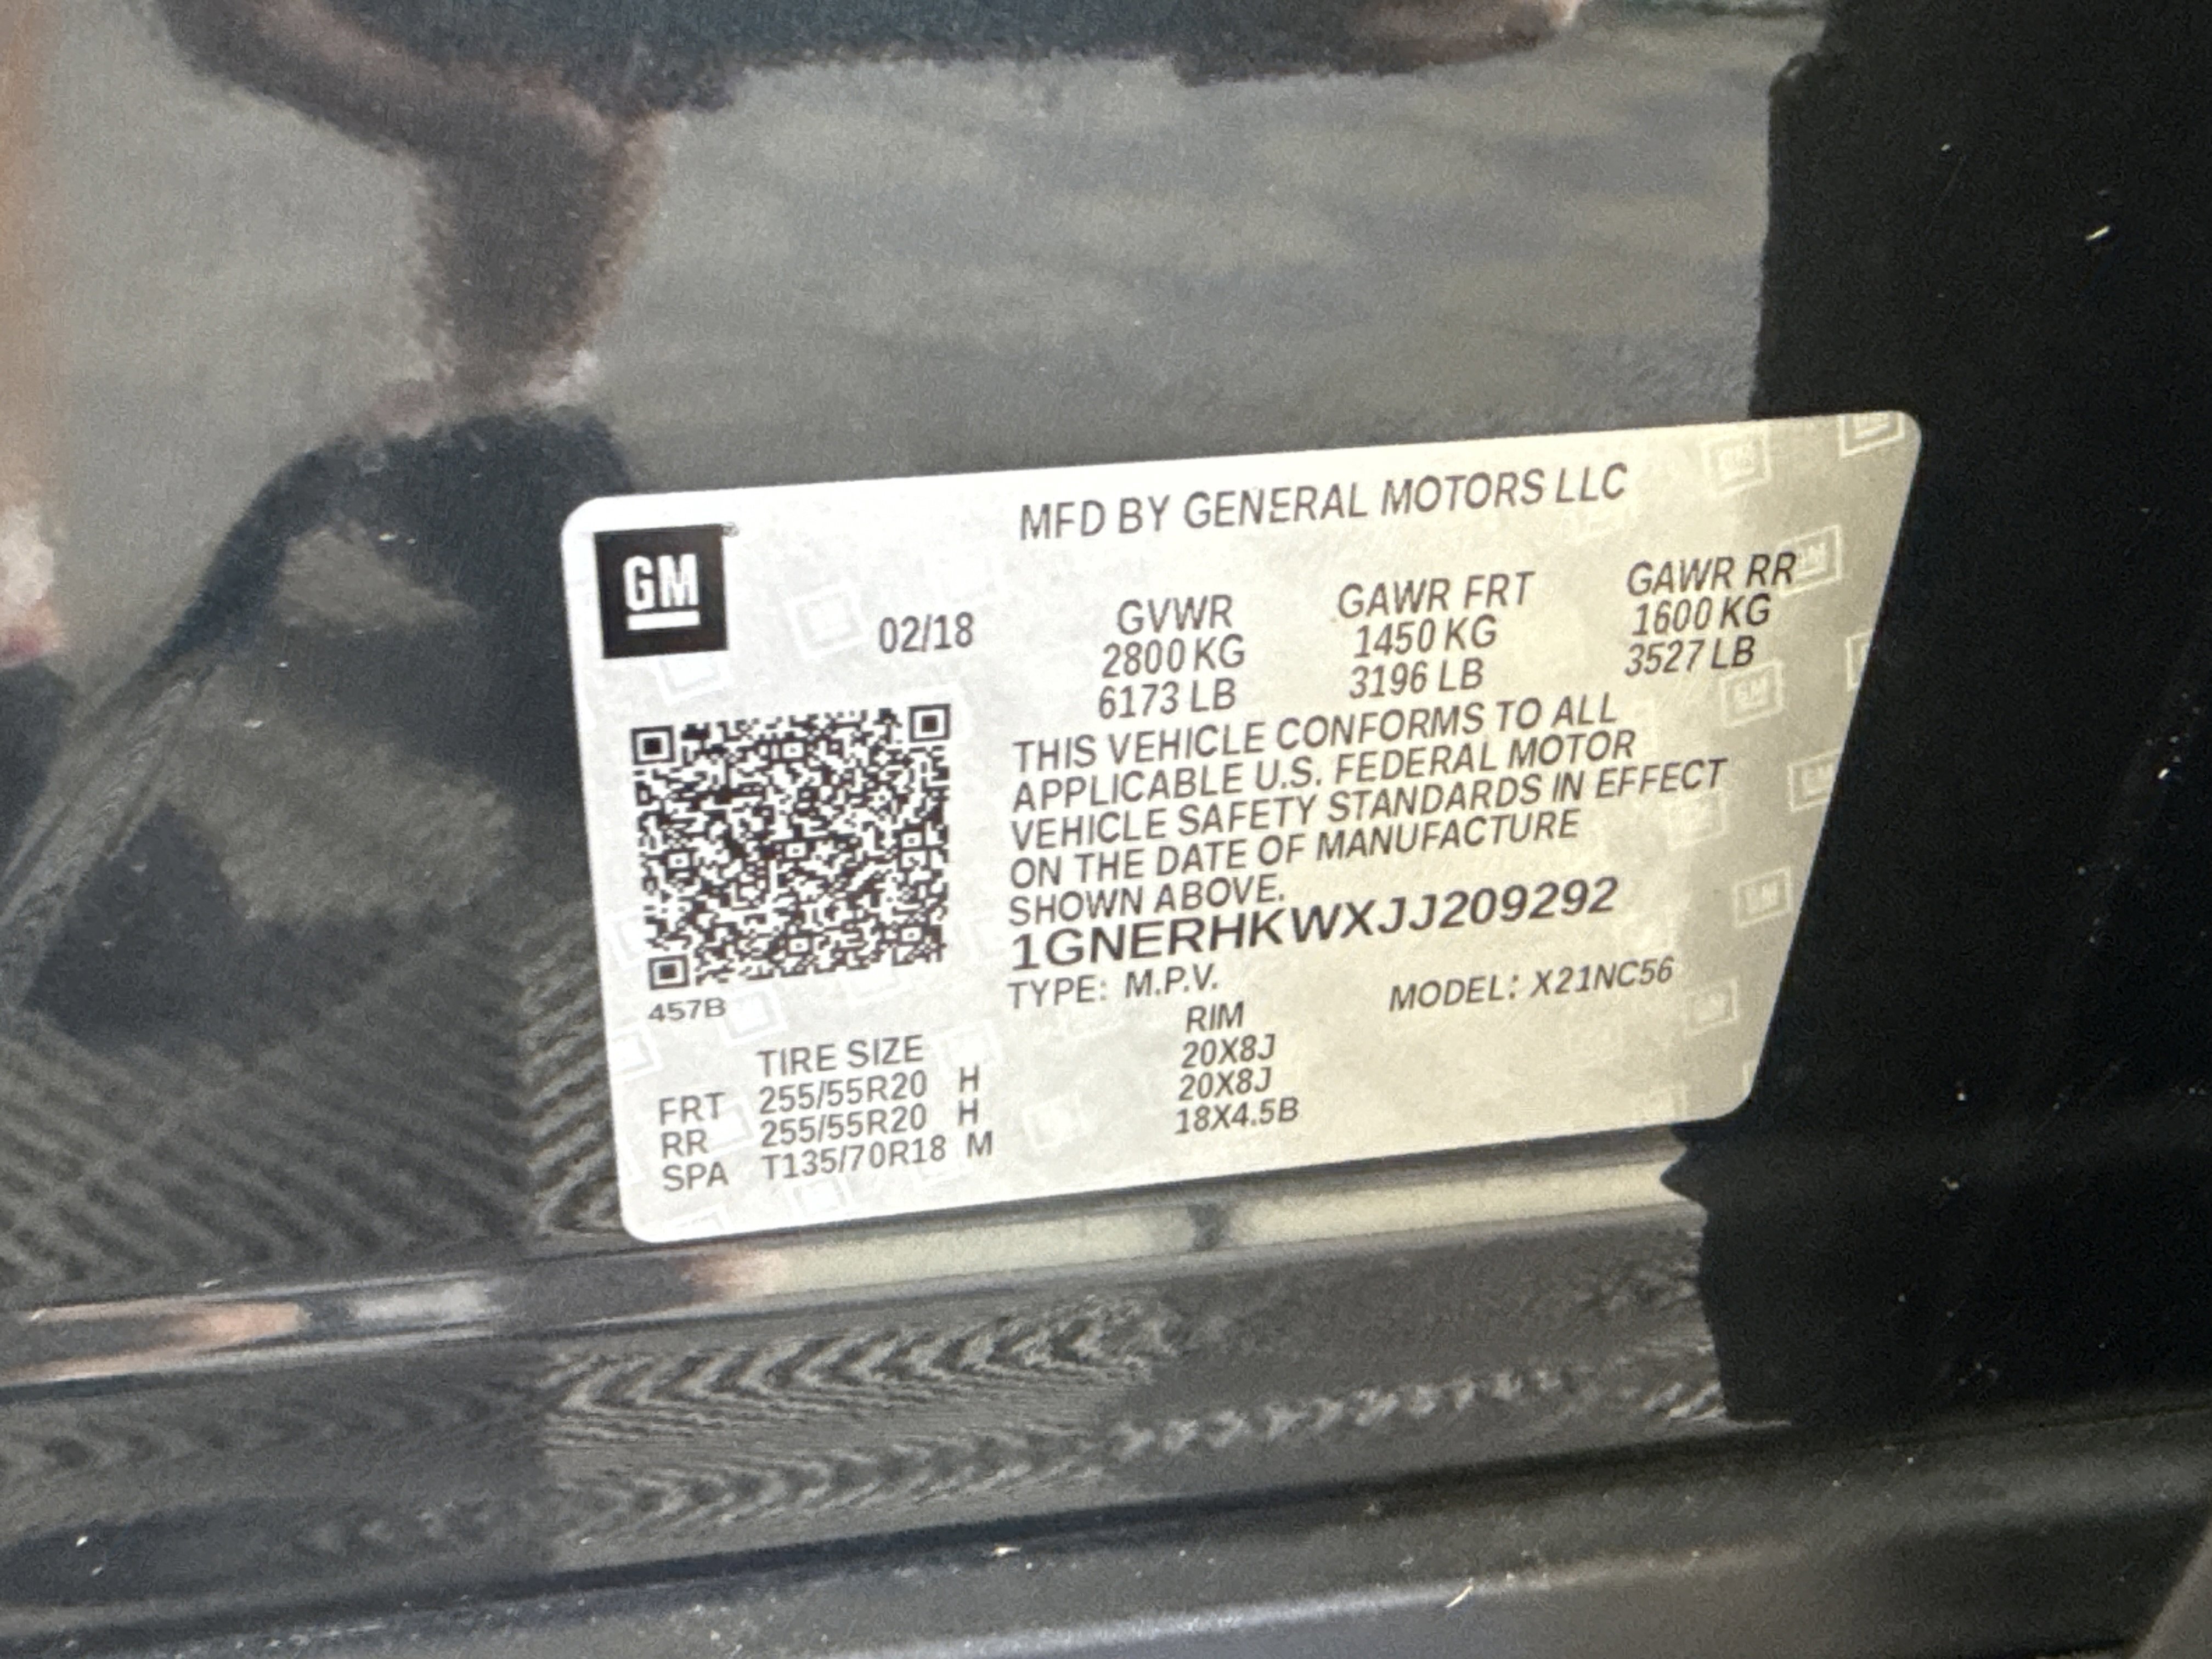 GM
MFD BY GENERAL MOTORS LLC
02/18 GVWR GAWR FRT GAWR RR
2800 KG 1450 KG 1600 KG
6173 LB 3196 LB 3527 LB
THIS VEHICLE CONFORMS TO ALL
APPLICABLE U.S. FEDERAL MOTOR
VEHICLE SAFETY STANDARDS IN EFFECT
ON THE DATE OF MANUFACTURE
SHOWN ABOVE.
1GNERHKWXJJ209292
TYPE: M.P.V. MODEL: X21NC56
457B
TIRE SIZE RIM
FRT 255/55R20 H 20X8J
RR 255/55R20 H 20X8J
SPA T135/70R18 M 18X4.5B